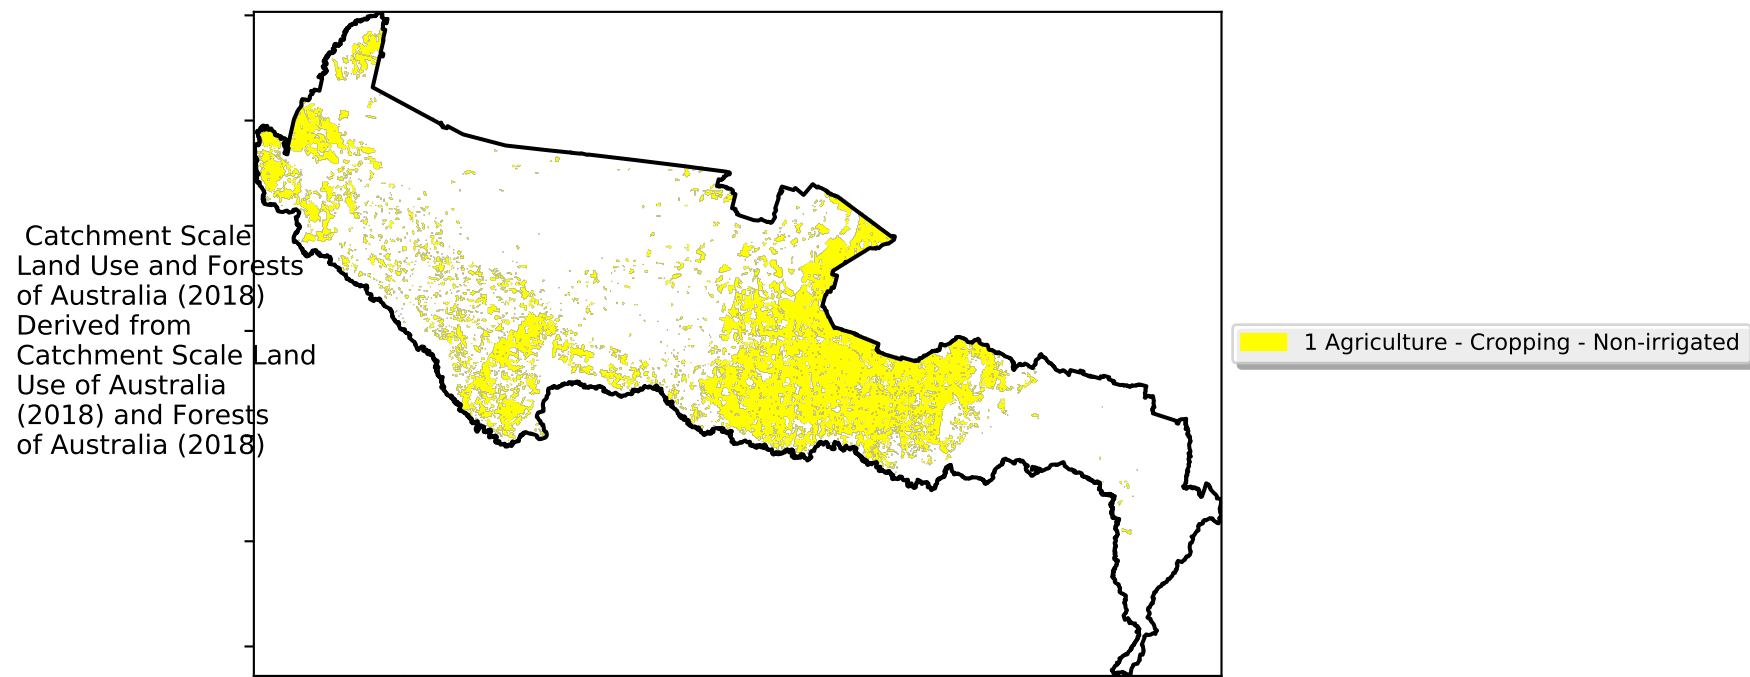 Catchment Scale
Land Use and Forests
of Australia (2018)
Derived from
Catchment Scale Land
Use of Australia
(2018) and Forests
of Australia (2018)
1 Agriculture - Cropping - Non-irrigated